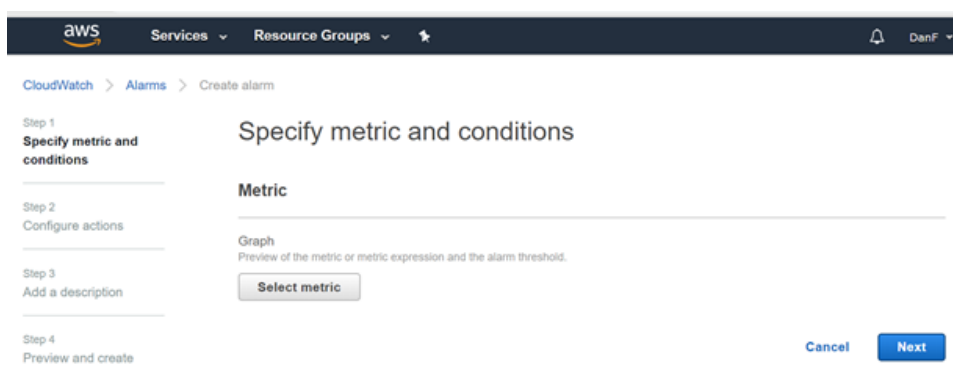 aws Services Resource Groups DanF
CloudWatch > Alarms > Create alarm
Step 1
Specify metric and
conditions
Step 2
Configure actions
Step 3
Add a description
Step 4
Preview and create
Specify metric and conditions
Metric
Graph
Preview of the metric or metric expression and the alarm threshold.
Select metric
Cancel Next